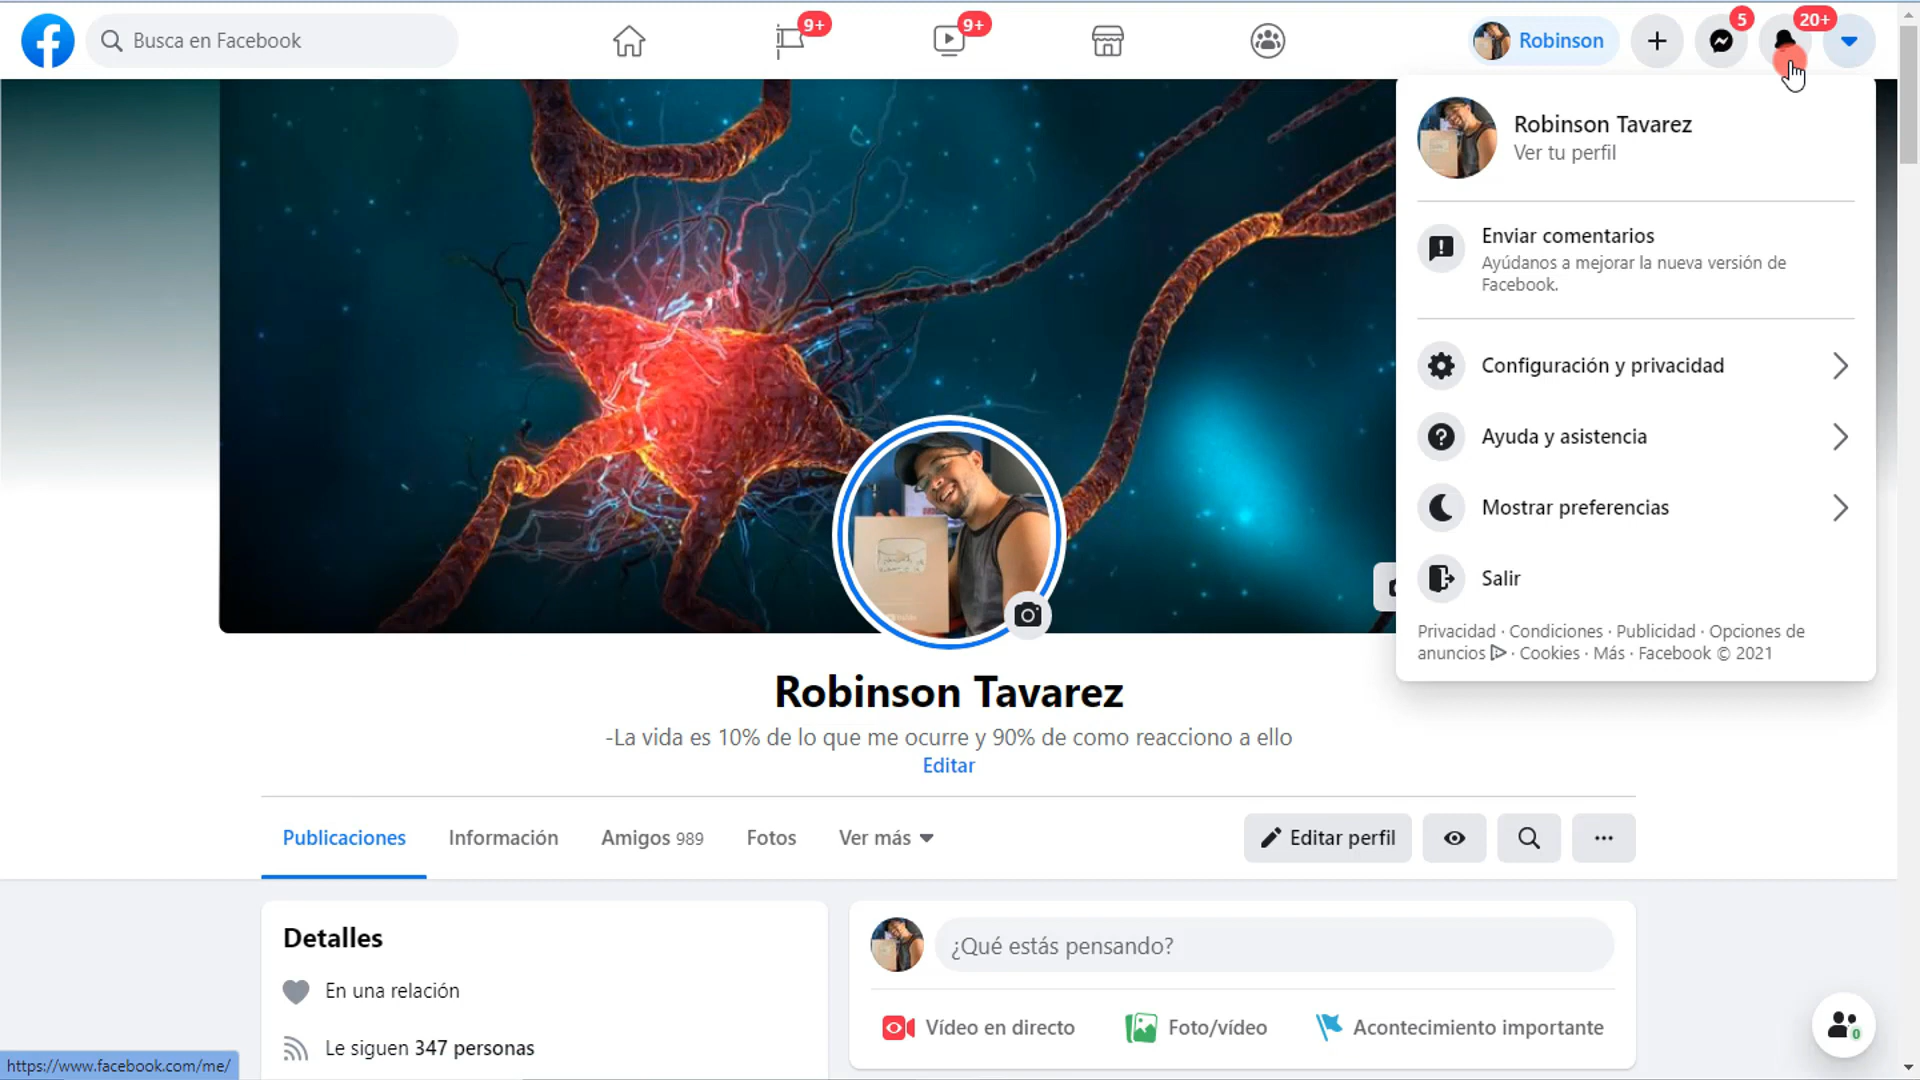 Busca en Facebook
9+
9+
Robinson
5
20+
Robinson Tavarez
Ver tu perfil
Enviar comentarios
Ayúdanos a mejorar la nueva versión de
Facebook.
Configuración y privacidad
Ayuda y asistencia
Mostrar preferencias
Salir
Privacidad · Condiciones · Publicidad · Opciones de
anuncios · Cookies · Más · Facebook © 2021
Robinson Tavarez
-La vida es 10% de lo que me ocurre y 90% de como reacciono a ello
Editar
Publicaciones
Información
Amigos 989
Fotos
Ver más
Editar perfil
Detalles
En una relación
Le siguen 347 personas
¿Qué estás pensando?
Vídeo en directo
Foto/vídeo
Acontecimiento importante
0
https://www.facebook.com/me/